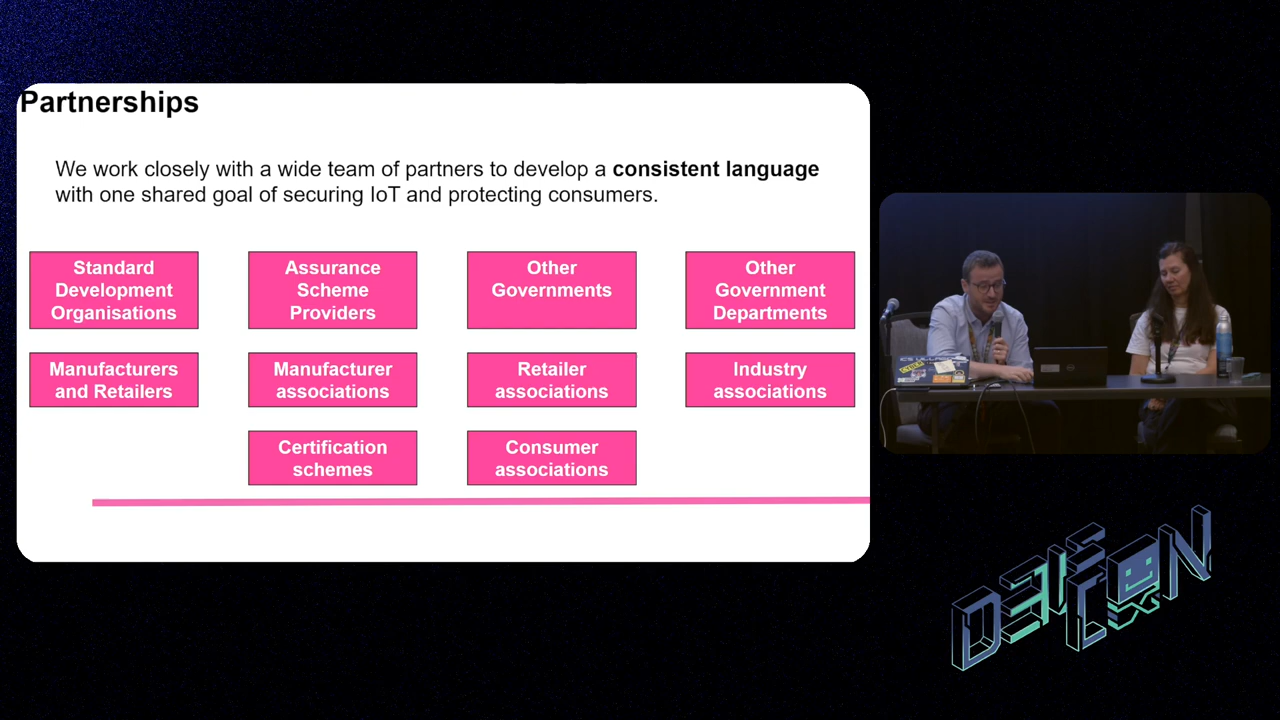 Partnerships
We work closely with a wide team of partners to develop a consistent language
with one shared goal of securing IoT and protecting consumers.
Standard
Development
Organisations
Assurance
Scheme
Providers
Other
Governments
Other
Government
Departments
Manufacturers
and Retailers
Manufacturer
associations
Retailer
associations
Industry
associations
Certification
schemes
Consumer
associations
DEF
CON